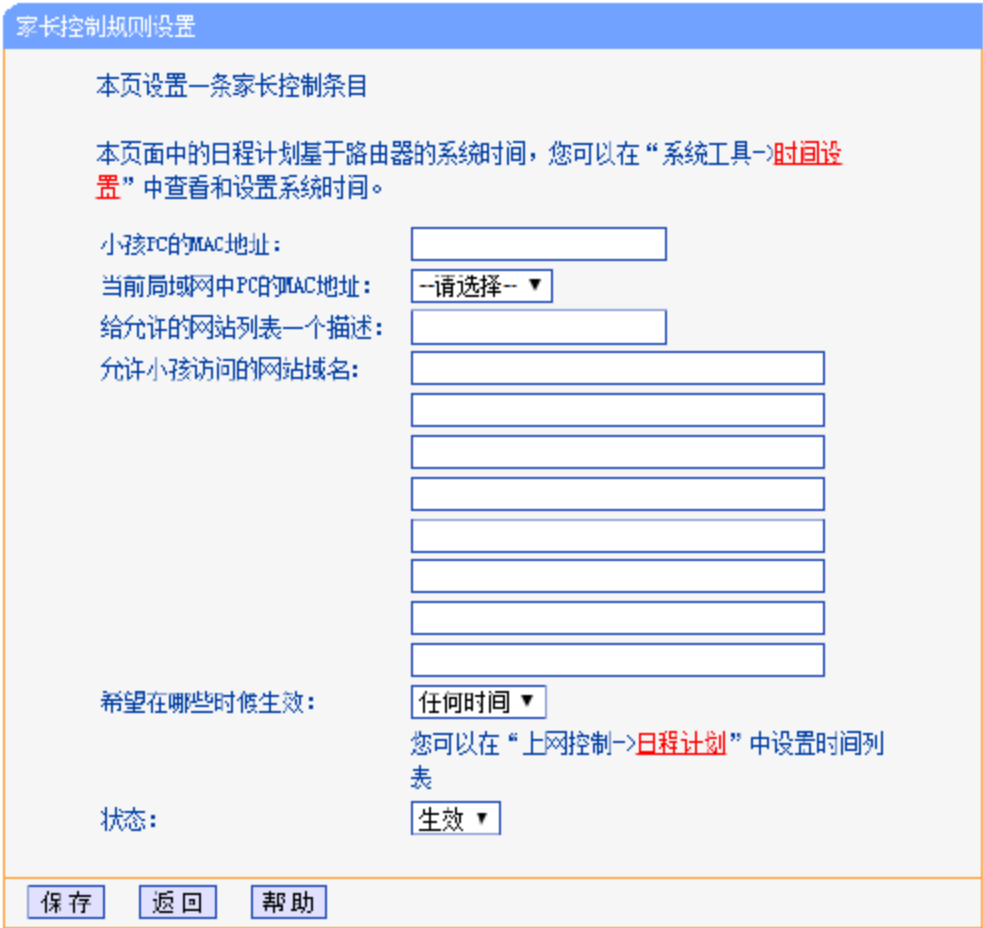 家长控制规则设置
本页设置一条家长控制条目
本页面中的日程计划基于路由器的系统时间，您可以在“系统工具->时间设
置”中查看和设置系统时间。
小孩PC的MAC地址：
当前局域网中PC的MAC地址： --请选择--
给允许的网站列表一个描述：
允许小孩访问的网站域名：
希望在哪些时候生效： 任何时间
您可以在“上网控制->日程计划”中设置时间列
表
状态： 生效
保存 返回 帮助